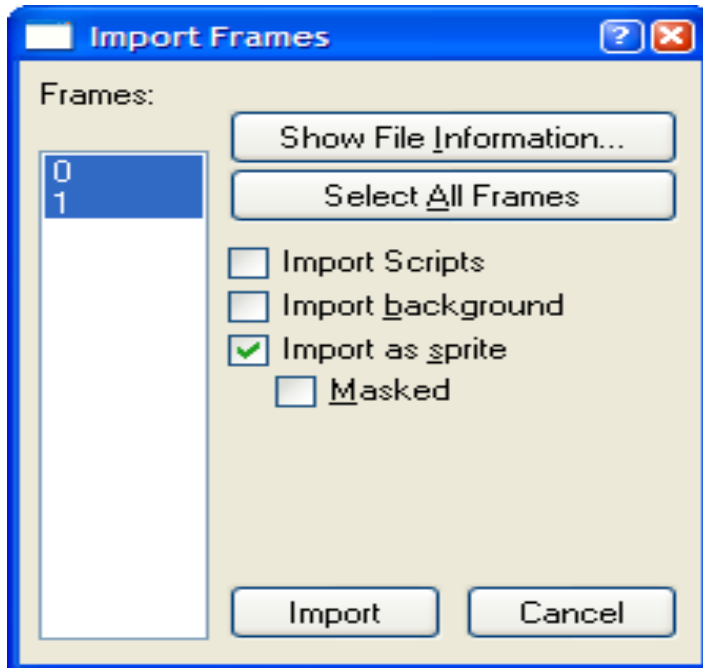 Import Frames
Frames:
Show File Information...
0
1
Select All Frames
Import Scripts
Import background
Import as sprite
Masked
Import
Cancel